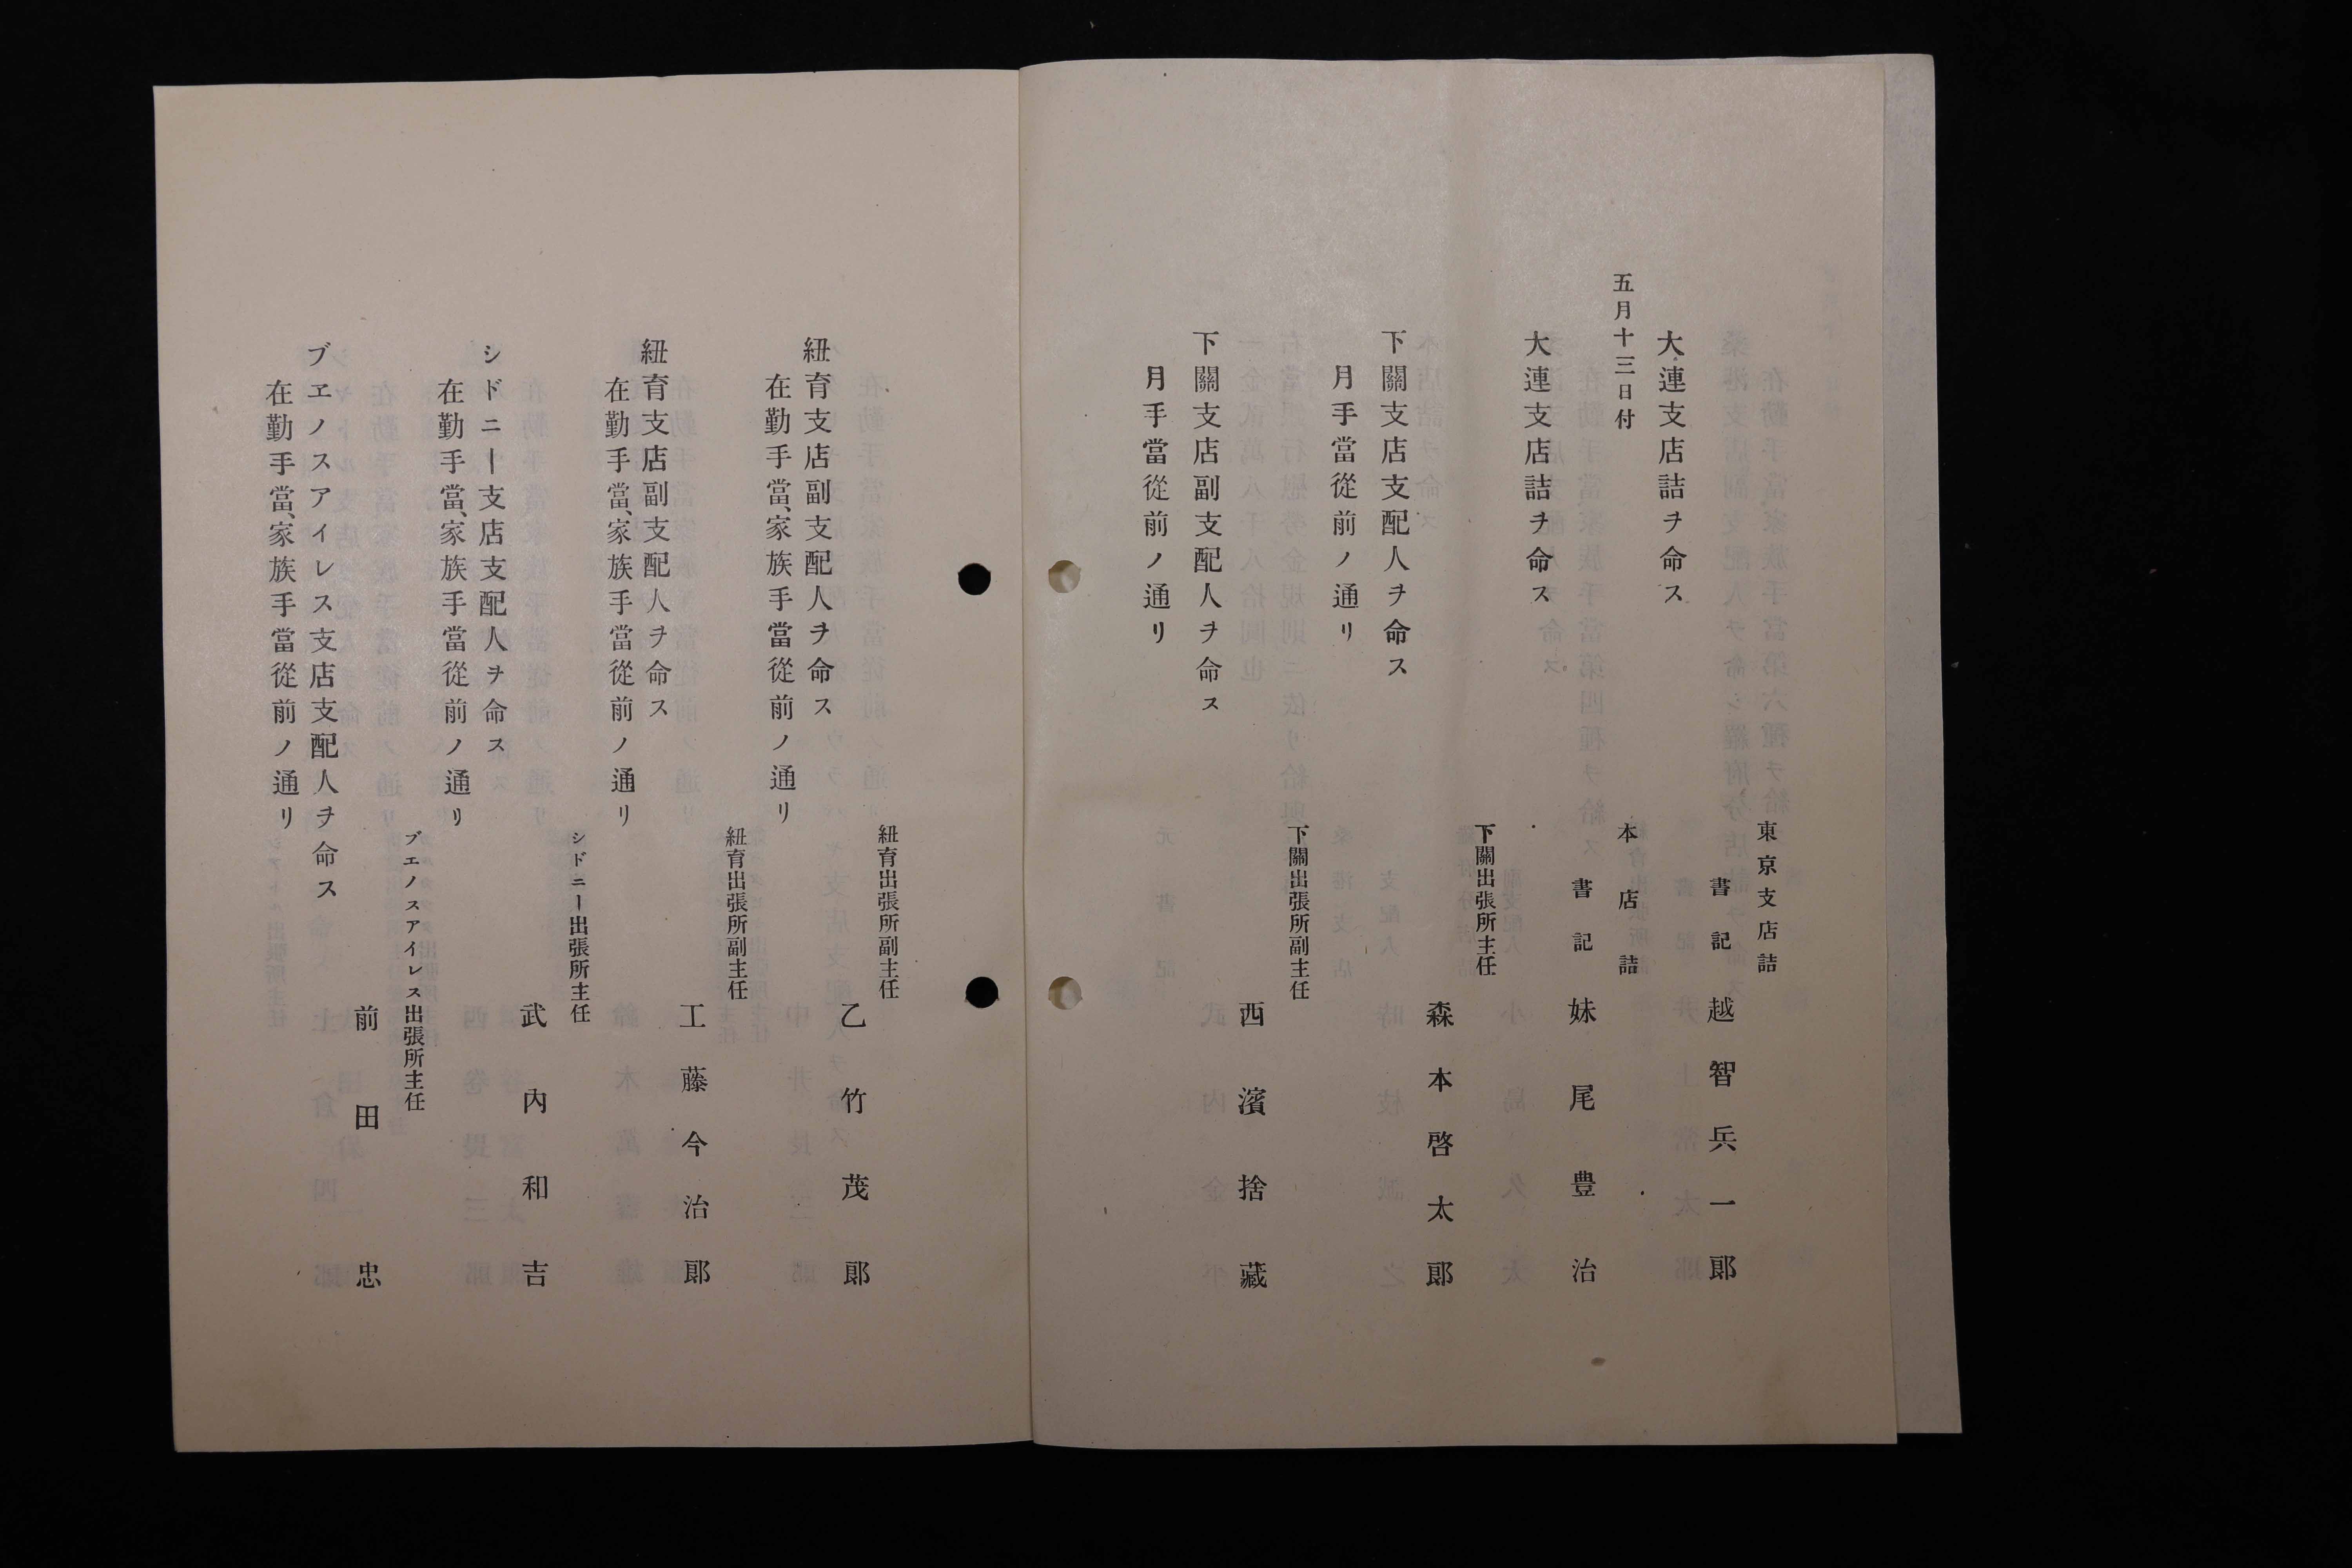 東京支店詰
書記 越智兵一郎
大連支店詰ヲ命ス
五月十三日付
本店詰
書記 妹尾豊治
大連支店詰ヲ命ス
下關出張所主任
森本啓太郎
下關支店支配人ヲ命ス
月手當從前ノ通リ
下關出張所副主任
西濱捨藏
下關支店副支配人ヲ命ス
月手當從前ノ通リ
紐育出張所副主任
乙竹茂郎
紐育支店副支配人ヲ命ス
在勤手當、家族手當從前ノ通リ
紐育出張所副主任
工藤今治郎
紐育支店副支配人ヲ命ス
在勤手當、家族手當從前ノ通リ
シドニー出張所主任
武内和吉
シドニー支店支配人ヲ命ス
在勤手當、家族手當從前ノ通リ
ブエノスアイレス出張所主任
前田忠
ブエノスアイレス支店支配人ヲ命ス
在勤手當、家族手當從前ノ通リ